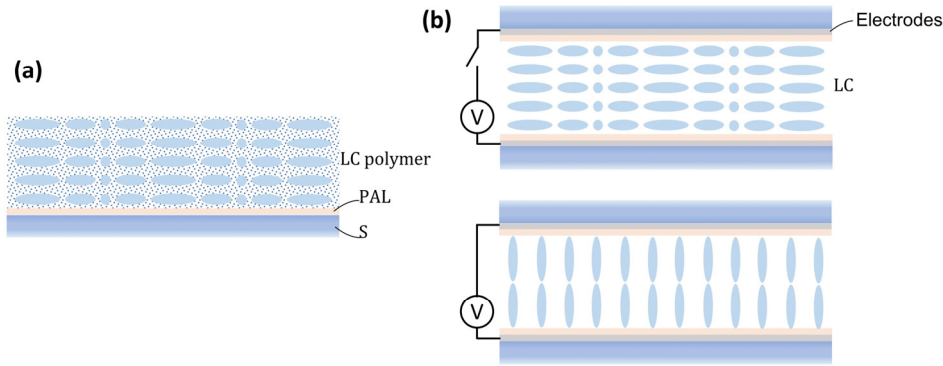 (a)
LC polymer
PAL
S
(b)
Electrodes
V
LC
V